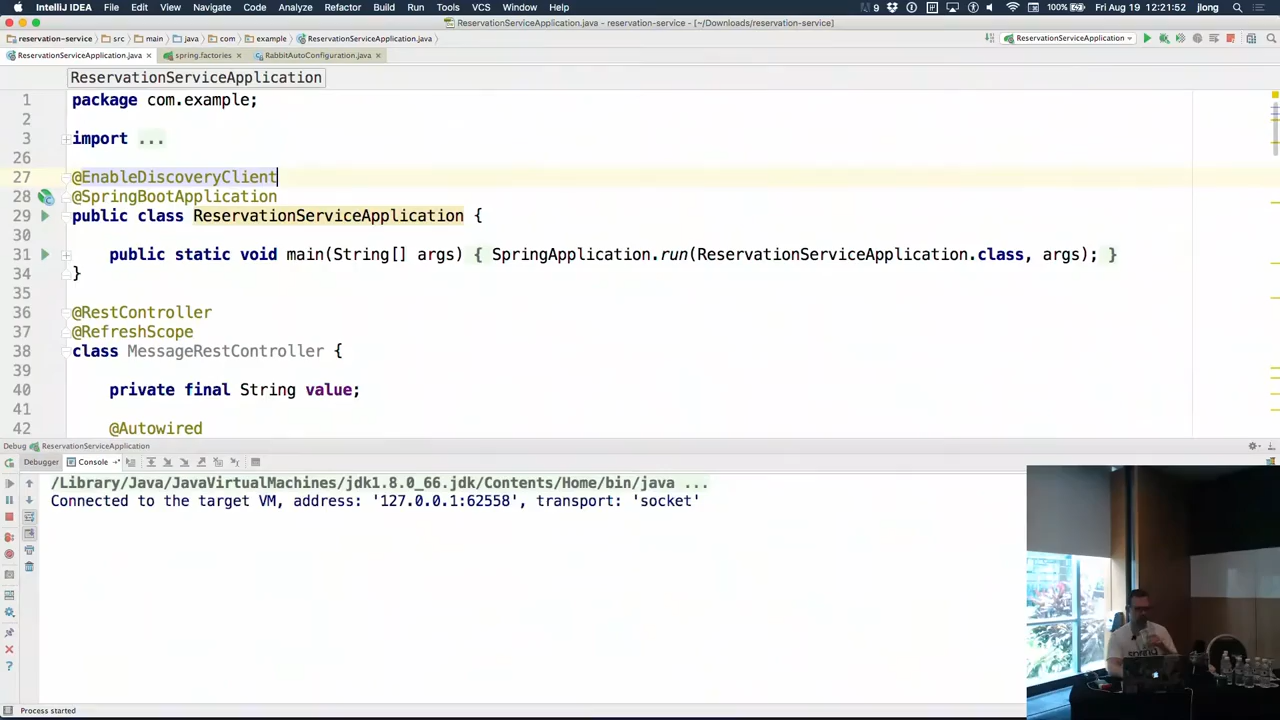 IntelliJ IDEA File Edit View Navigate Code Analyze Refactor Build Run Tools VCS Window Help 9 100% Fri Aug 19 12:21:52 jlong
ReservationServiceApplication.java - reservation-service - [~/Downloads/reservation-service]
reservation-service src main java com example ReservationServiceApplication.java ReservationServiceApplication
ReservationServiceApplication.java spring.factories RabbitAutoConfiguration.java
ReservationServiceApplication
1 package com.example;
2
3 import ...
26
27 @EnableDiscoveryClient
28 @SpringBootApplication
29 public class ReservationServiceApplication {
30
31 public static void main(String[] args) { SpringApplication.run(ReservationServiceApplication.class, args); }
34 }
35
36 @RestController
37 @RefreshScope
38 class MessageRestController {
39
40 private final String value;
41
42 @Autowired
Debug ReservationServiceApplication
Debugger Console
/Library/Java/JavaVirtualMachines/jdk1.8.0_66.jdk/Contents/Home/bin/java ...
Connected to the target VM, address: '127.0.0.1:62558', transport: 'socket'
Process started